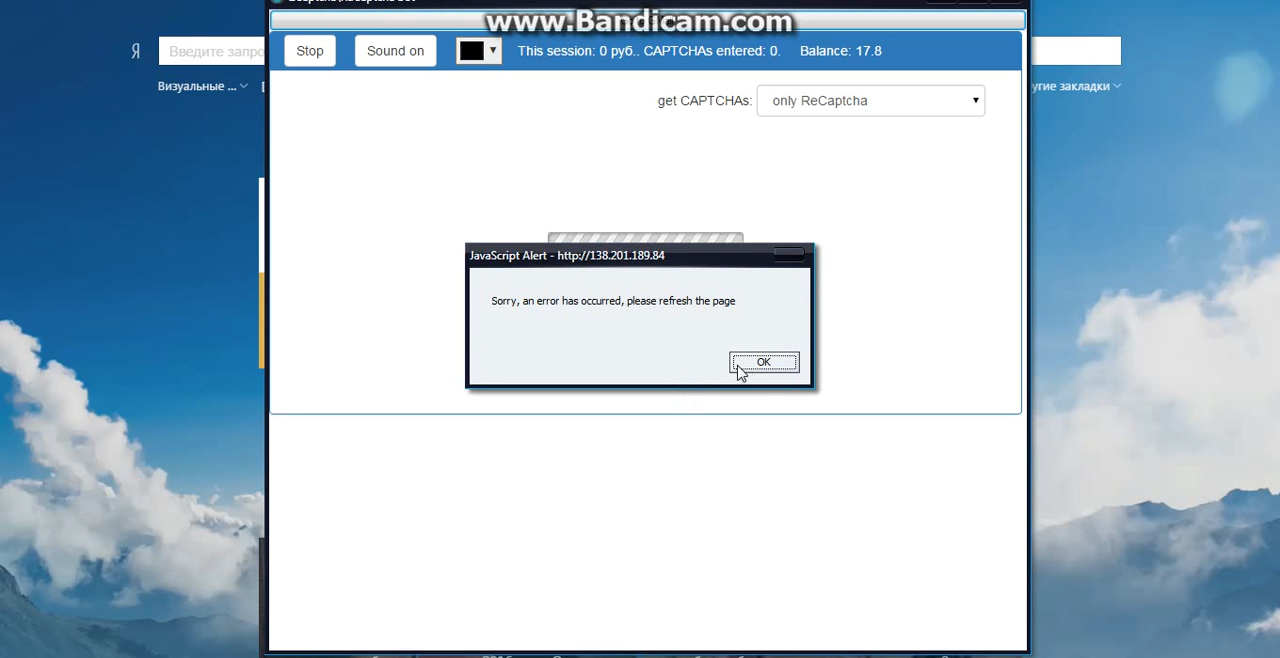 www.Bandicam.com
Я
Введите запро
Stop
Sound on
This session: 0 руб.. CAPTCHAs entered: 0.
Balance: 17.8
Визуальные ...
угие закладки
get CAPTCHAs:
only ReCaptcha
JavaScript Alert - http://138.201.189.84
Sorry, an error has occurred, please refresh the page
OK